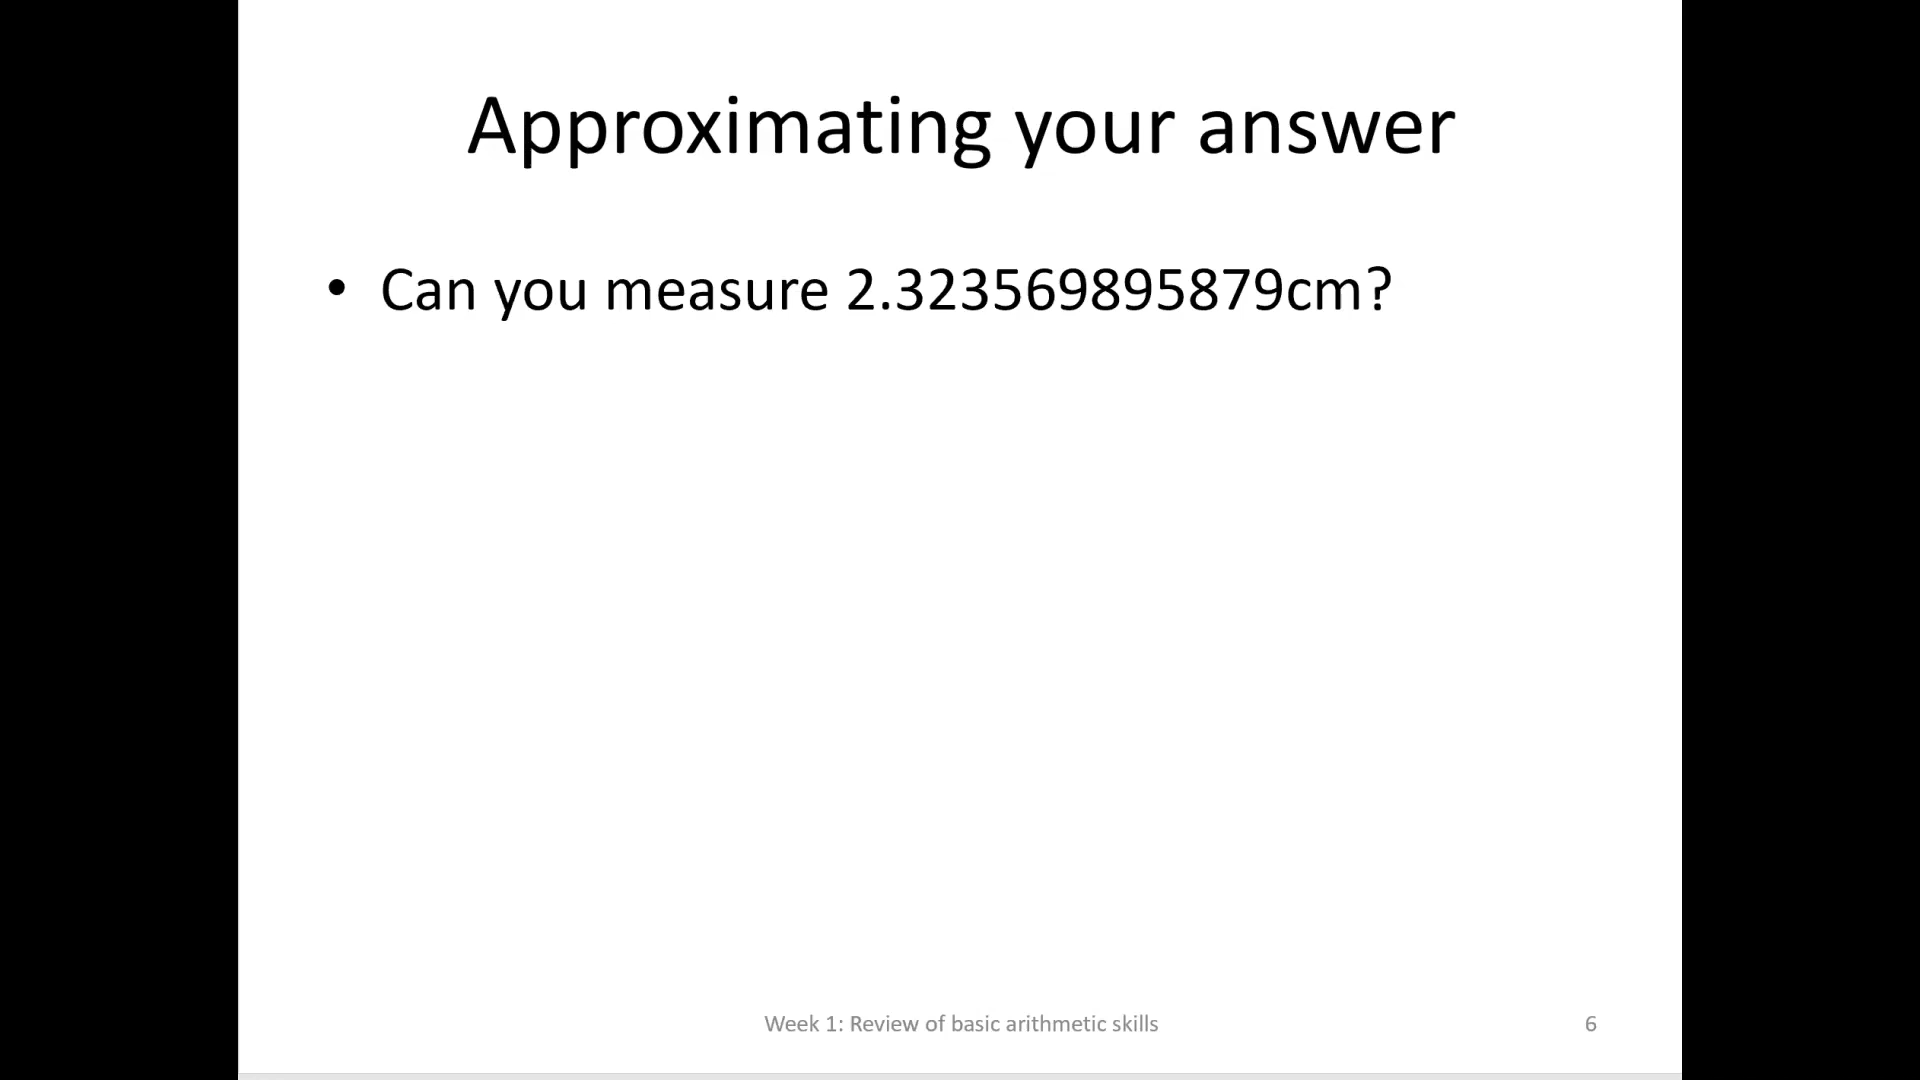 Approximating your answer
• Can you measure 2.323569895879cm?
Week 1: Review of basic arithmetic skills
6